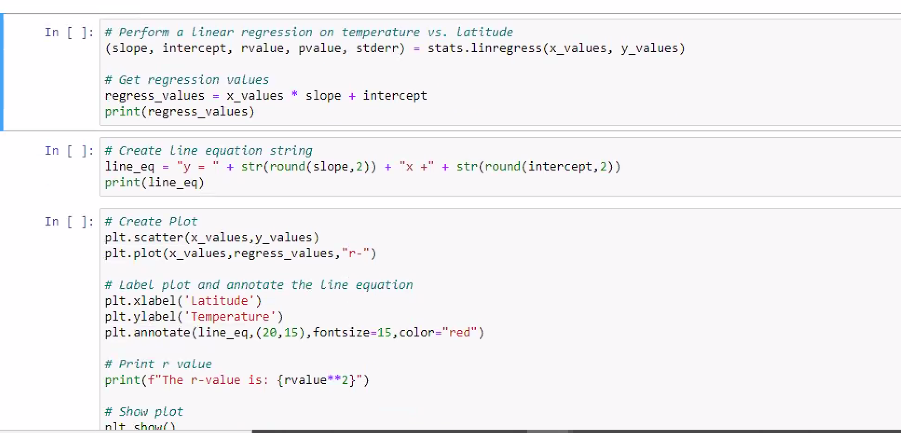 In [ ]: # Perform a linear regression on temperature vs. latitude
(slope, intercept, rvalue, pvalue, stderr) = stats.linregress(x_values, y_values)
# Get regression values
regress_values = x_values * slope + intercept
print(regress_values)
In [ ]: # Create line equation string
line_eq = "y = " + str(round(slope,2)) + "x +" + str(round(intercept,2))
print(line_eq)
In [ ]: # Create Plot
plt.scatter(x_values,y_values)
plt.plot(x_values,regress_values,"r-")
# Label plot and annotate the line equation
plt.xlabel('Latitude')
plt.ylabel('Temperature')
plt.annotate(line_eq,(20,15),fontsize=15,color="red")
# Print r value
print(f"The r-value is: {rvalue**2}")
# Show plot
plt.show()